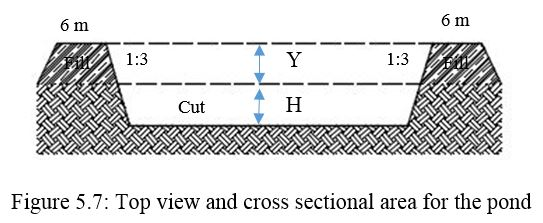 6 m
6 m
Fill
1:3
Y
1:3
Fill
Cut
H
Figure 5.7: Top view and cross sectional area for the pond